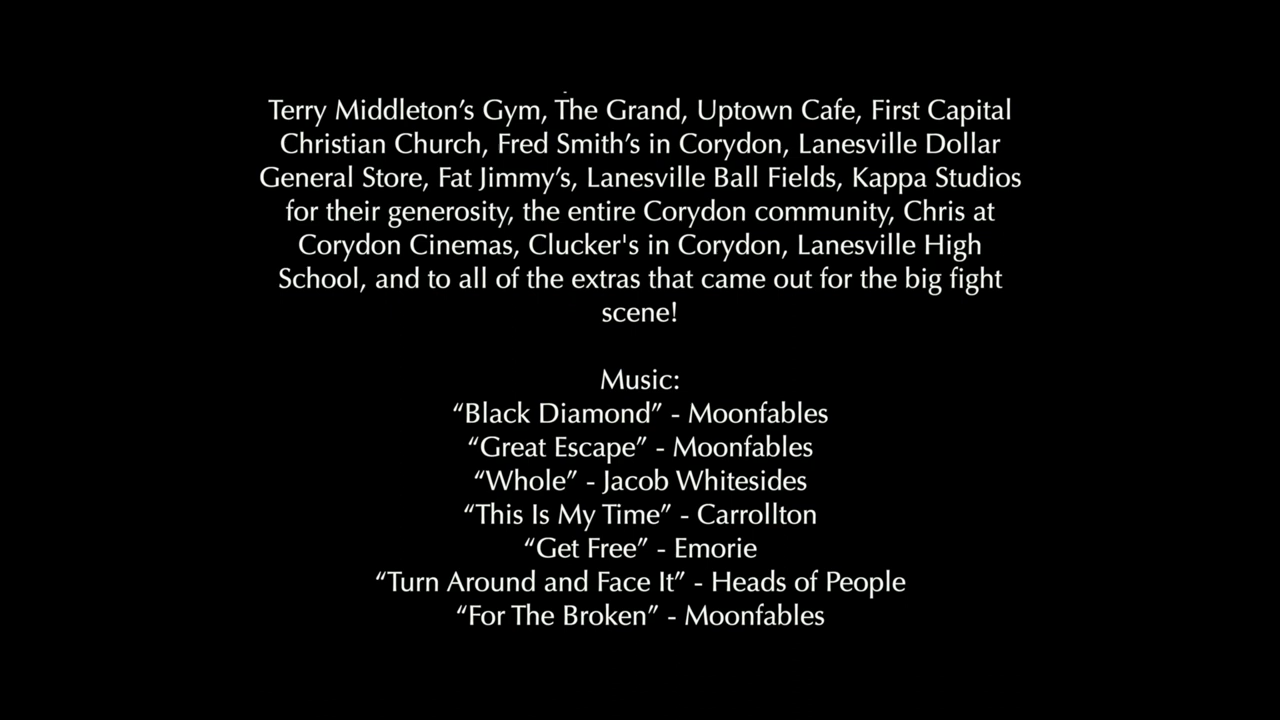 Terry Middleton’s Gym, The Grand, Uptown Cafe, First Capital
Christian Church, Fred Smith’s in Corydon, Lanesville Dollar
General Store, Fat Jimmy’s, Lanesville Ball Fields, Kappa Studios
for their generosity, the entire Corydon community, Chris at
Corydon Cinemas, Clucker's in Corydon, Lanesville High
School, and to all of the extras that came out for the big fight
scene!
Music:
“Black Diamond” - Moonfables
“Great Escape” - Moonfables
“Whole” - Jacob Whitesides
“This Is My Time” - Carrollton
“Get Free” - Emorie
“Turn Around and Face It” - Heads of People
“For The Broken” - Moonfables